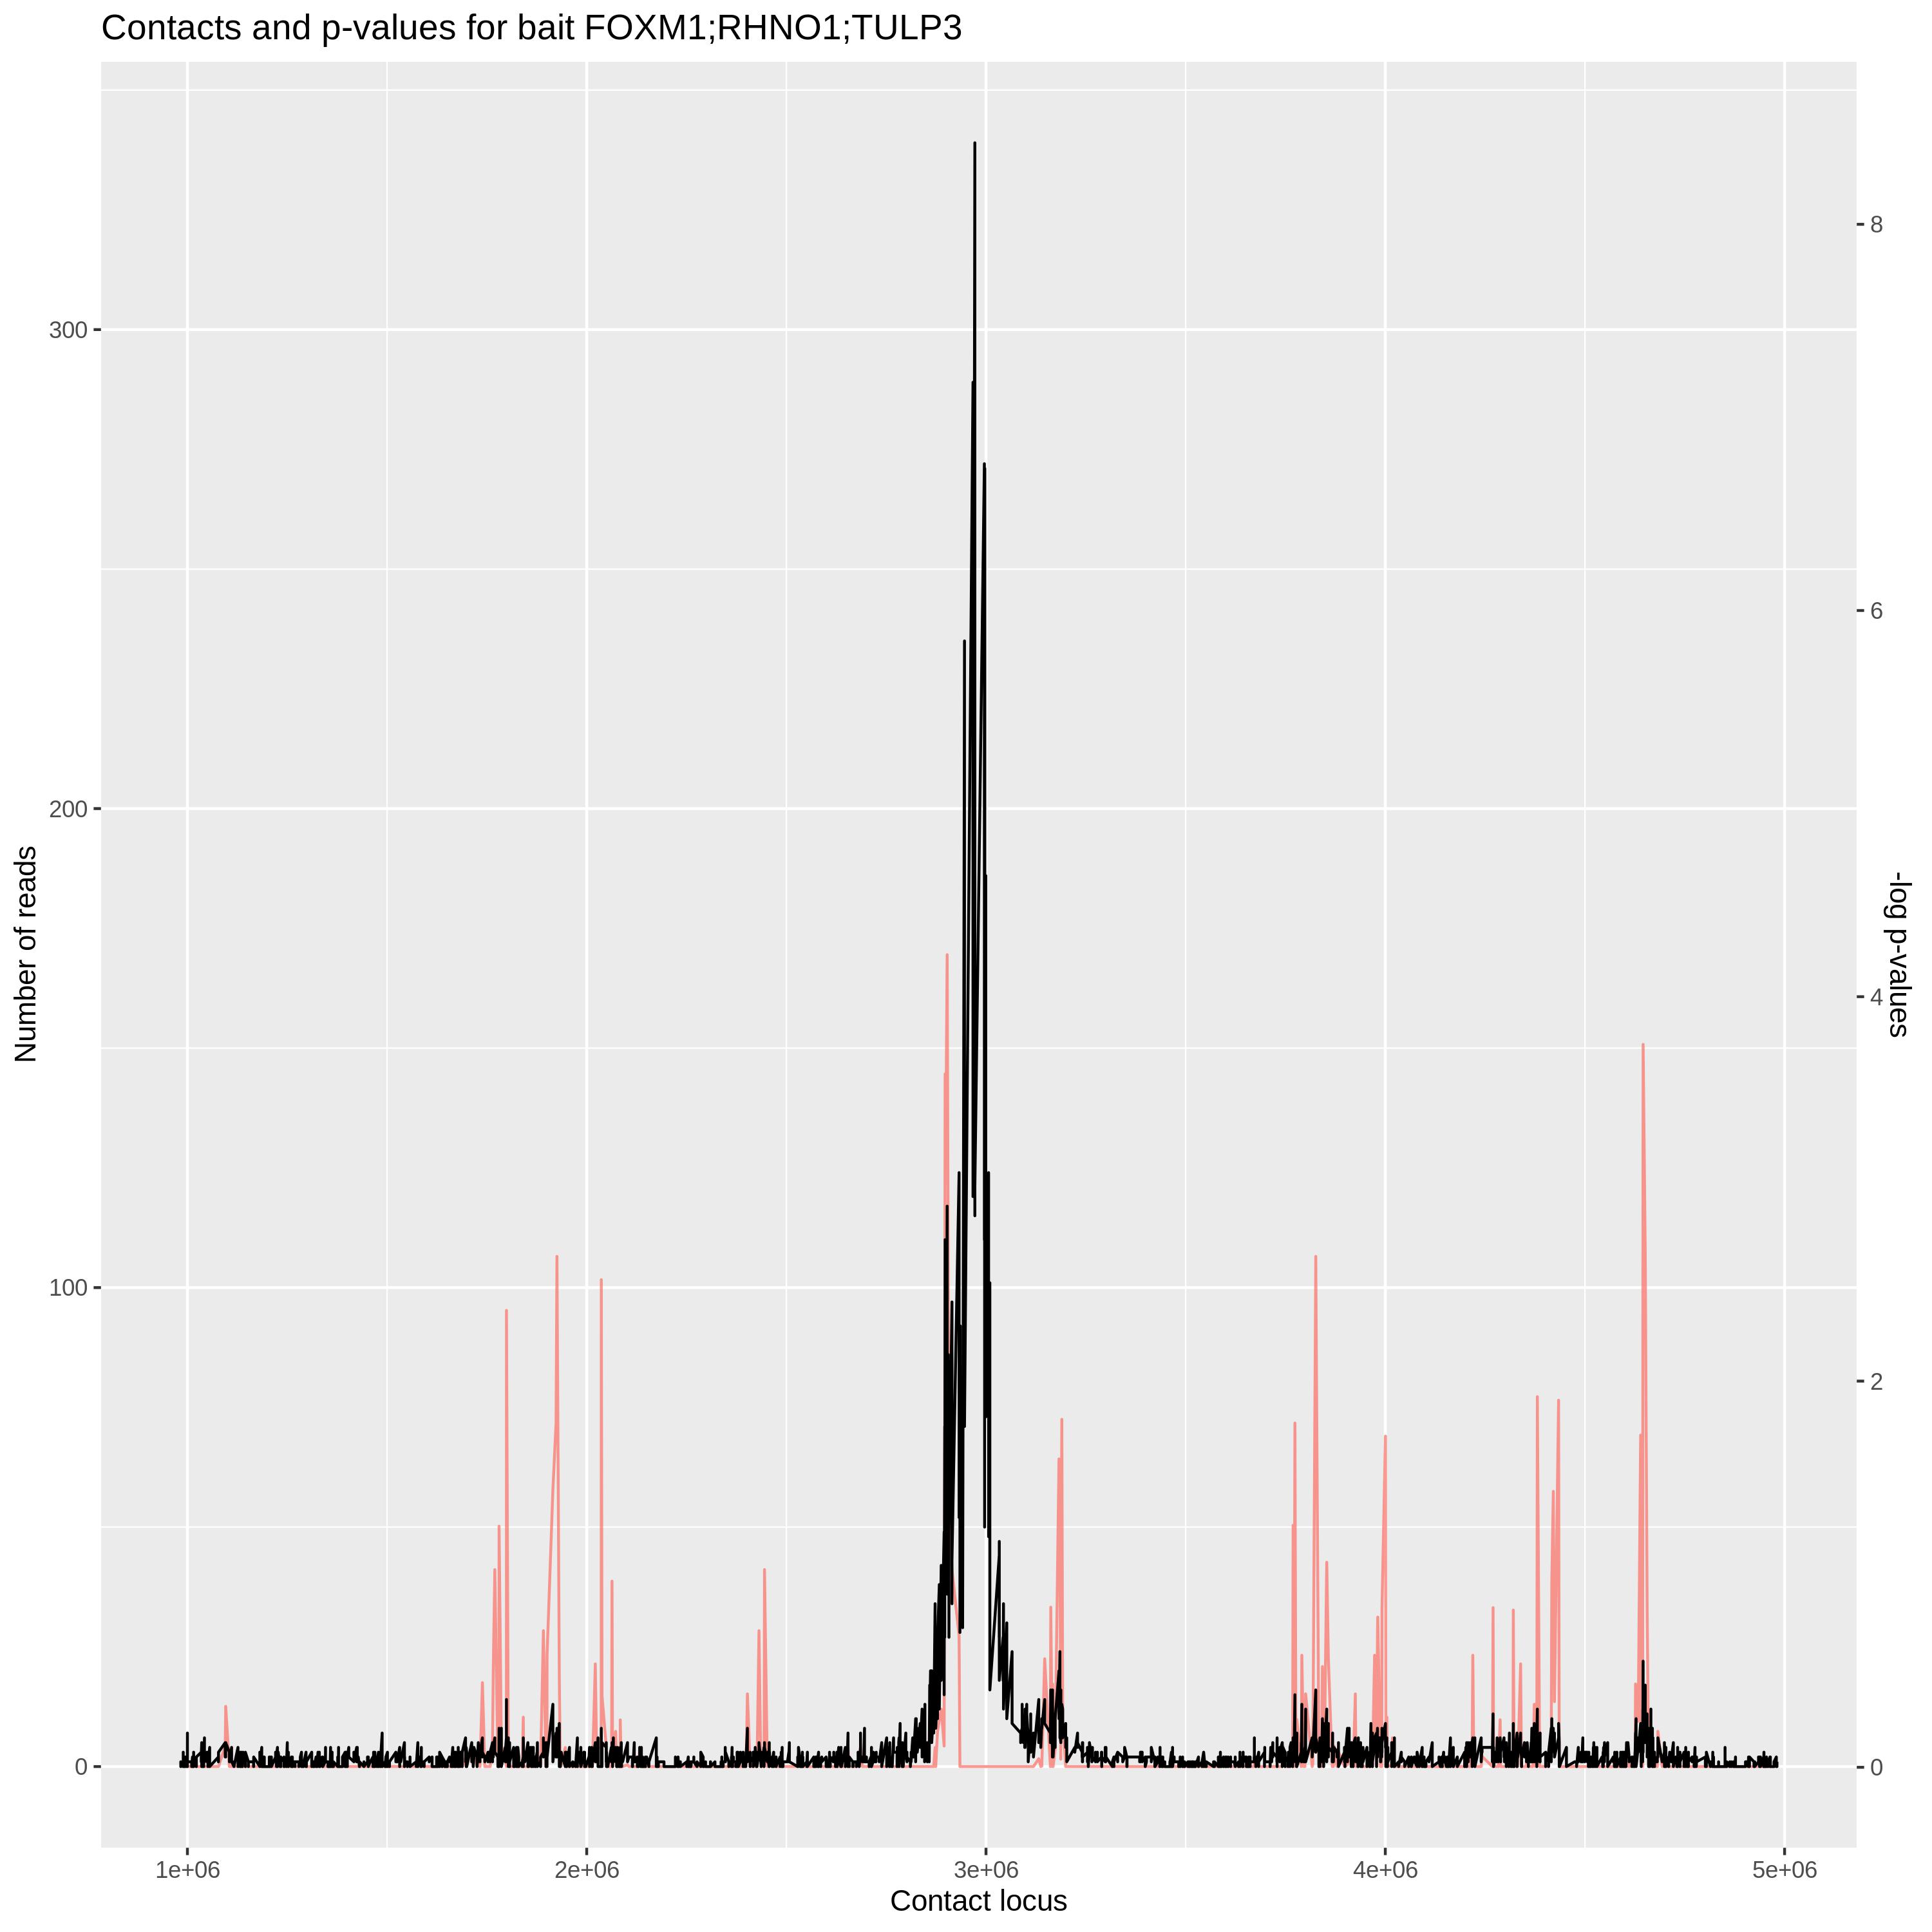 Contacts and p-values for bait FOXM1;RHNO1;TULP3
Number of reads
300
200
100
0
8
6
4
2
0
-log p-values
1e+06
2e+06
3e+06
4e+06
5e+06
Contact locus